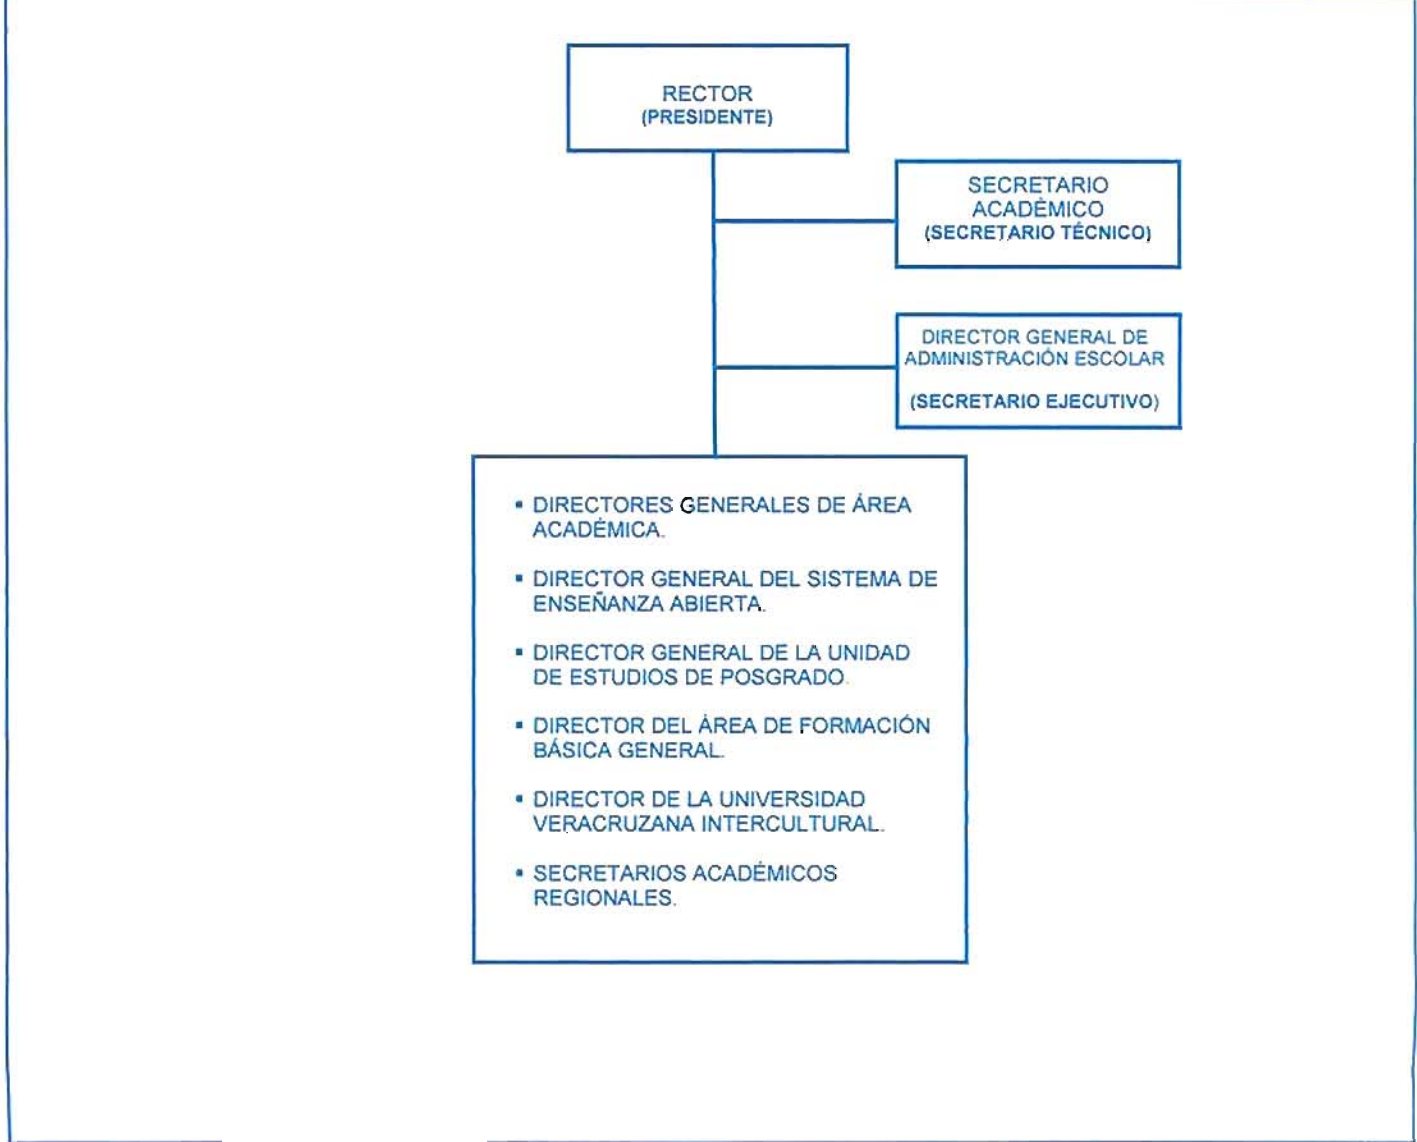 RECTOR
(PRESIDENTE)
SECRETARIO
ACADÉMICO
(SECRETARIO TÉCNICO)
DIRECTOR GENERAL DE
ADMINISTRACIÓN ESCOLAR
(SECRETARIO EJECUTIVO)
▪ DIRECTORES GENERALES DE ÁREA
ACADÉMICA.
▪ DIRECTOR GENERAL DEL SISTEMA DE
ENSEÑANZA ABIERTA.
▪ DIRECTOR GENERAL DE LA UNIDAD
DE ESTUDIOS DE POSGRADO.
▪ DIRECTOR DEL ÁREA DE FORMACIÓN
BÁSICA GENERAL.
▪ DIRECTOR DE LA UNIVERSIDAD
VERACRUZANA INTERCULTURAL.
▪ SECRETARIOS ACADÉMICOS
REGIONALES.